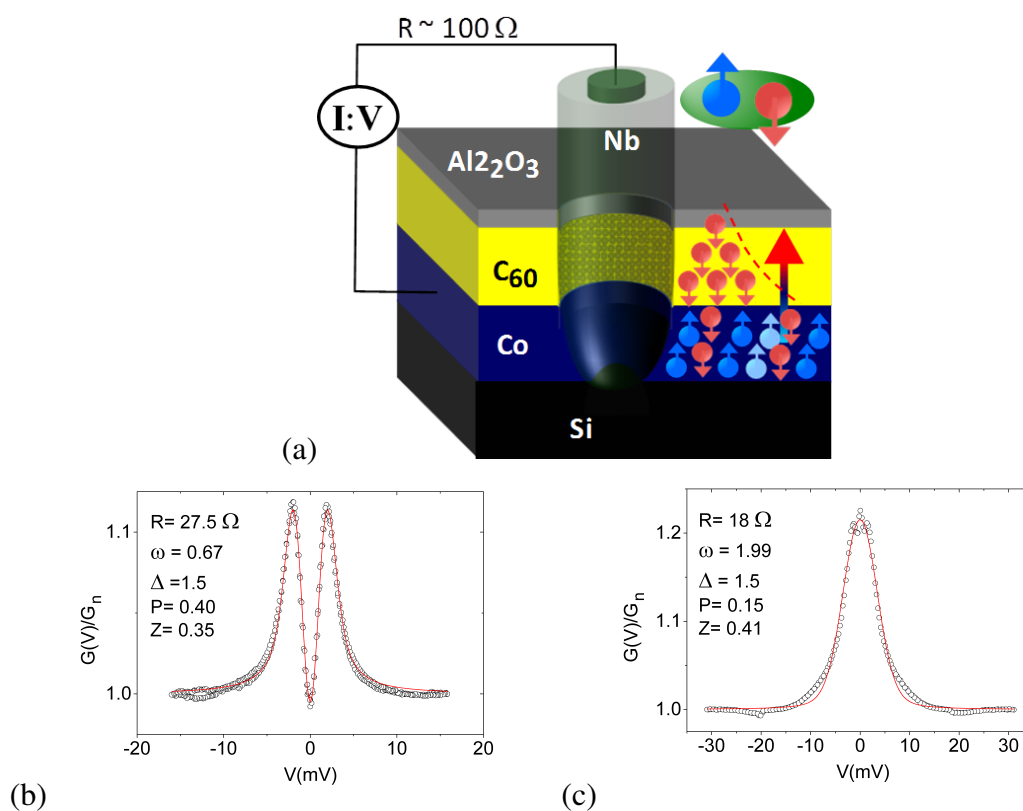 R ~ 100 Ω
I:V
Nb
Al2₂O₃
C₆₀
Co
Si
(a)
R= 27.5 Ω
ω = 0.67
Δ =1.5
P= 0.40
Z= 0.35
1.1
1.0
G(V)/Gₙ
-20 -10 0 10 20
V(mV)
(b)
R= 18 Ω
ω = 1.99
Δ = 1.5
P= 0.15
Z= 0.41
1.2
1.1
1.0
G(V)/Gₙ
-30 -20 -10 0 10 20 30
V(mV)
(c)